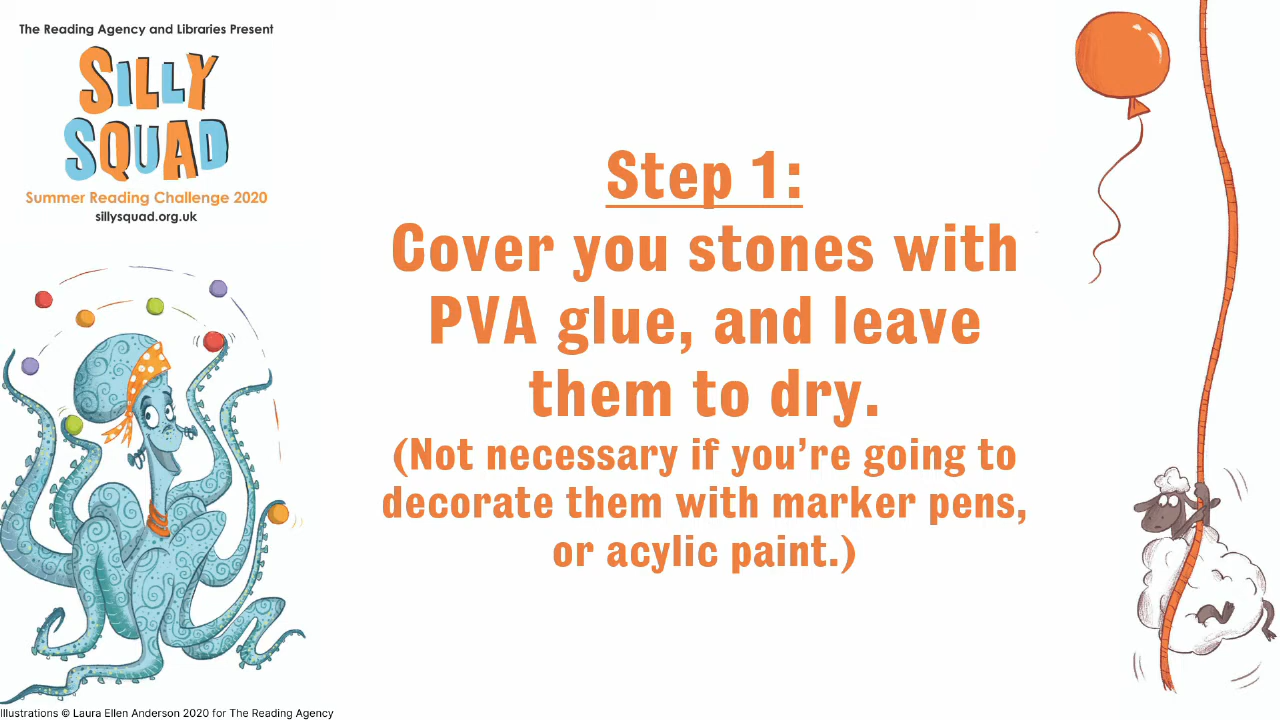 The Reading Agency and Libraries Present
SILLY
SQUAD
Summer Reading Challenge 2020
sillysquad.org.uk
Step 1:
Cover you stones with
PVA glue, and leave
them to dry.
(Not necessary if you're going to
decorate them with marker pens,
or acylic paint.)
Illustrations © Laura Ellen Anderson 2020 for The Reading Agency